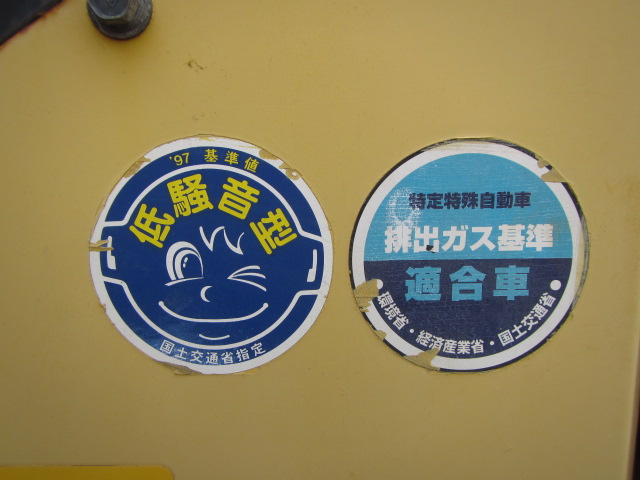 '97 基準値
低騒音型
国土交通省指定
特定特殊自動車
排出ガス基準
適合車
●環境省・経済産業省・国土交通省●